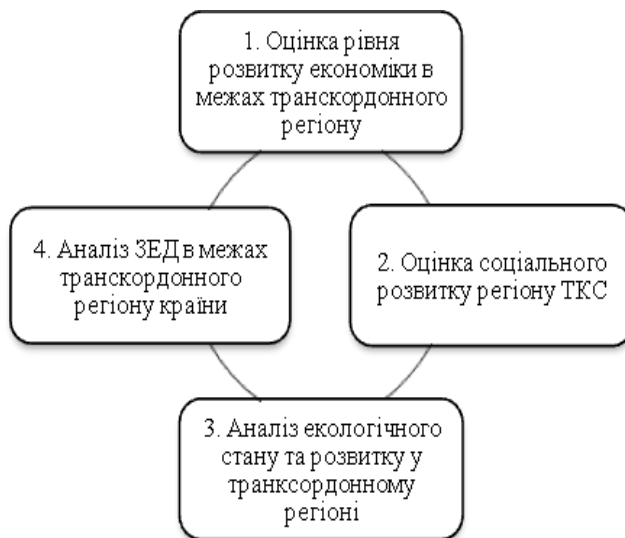 1. Оцінка рівня
розвитку економіки в
межах транскордонного
регіону
2. Оцінка соціального
розвитку регіону ТКС
3. Аналіз екологічного
стану та розвитку у
транксордонному
регіоні
4. Аналіз ЗЕД в межах
транскордонного
регіону країни